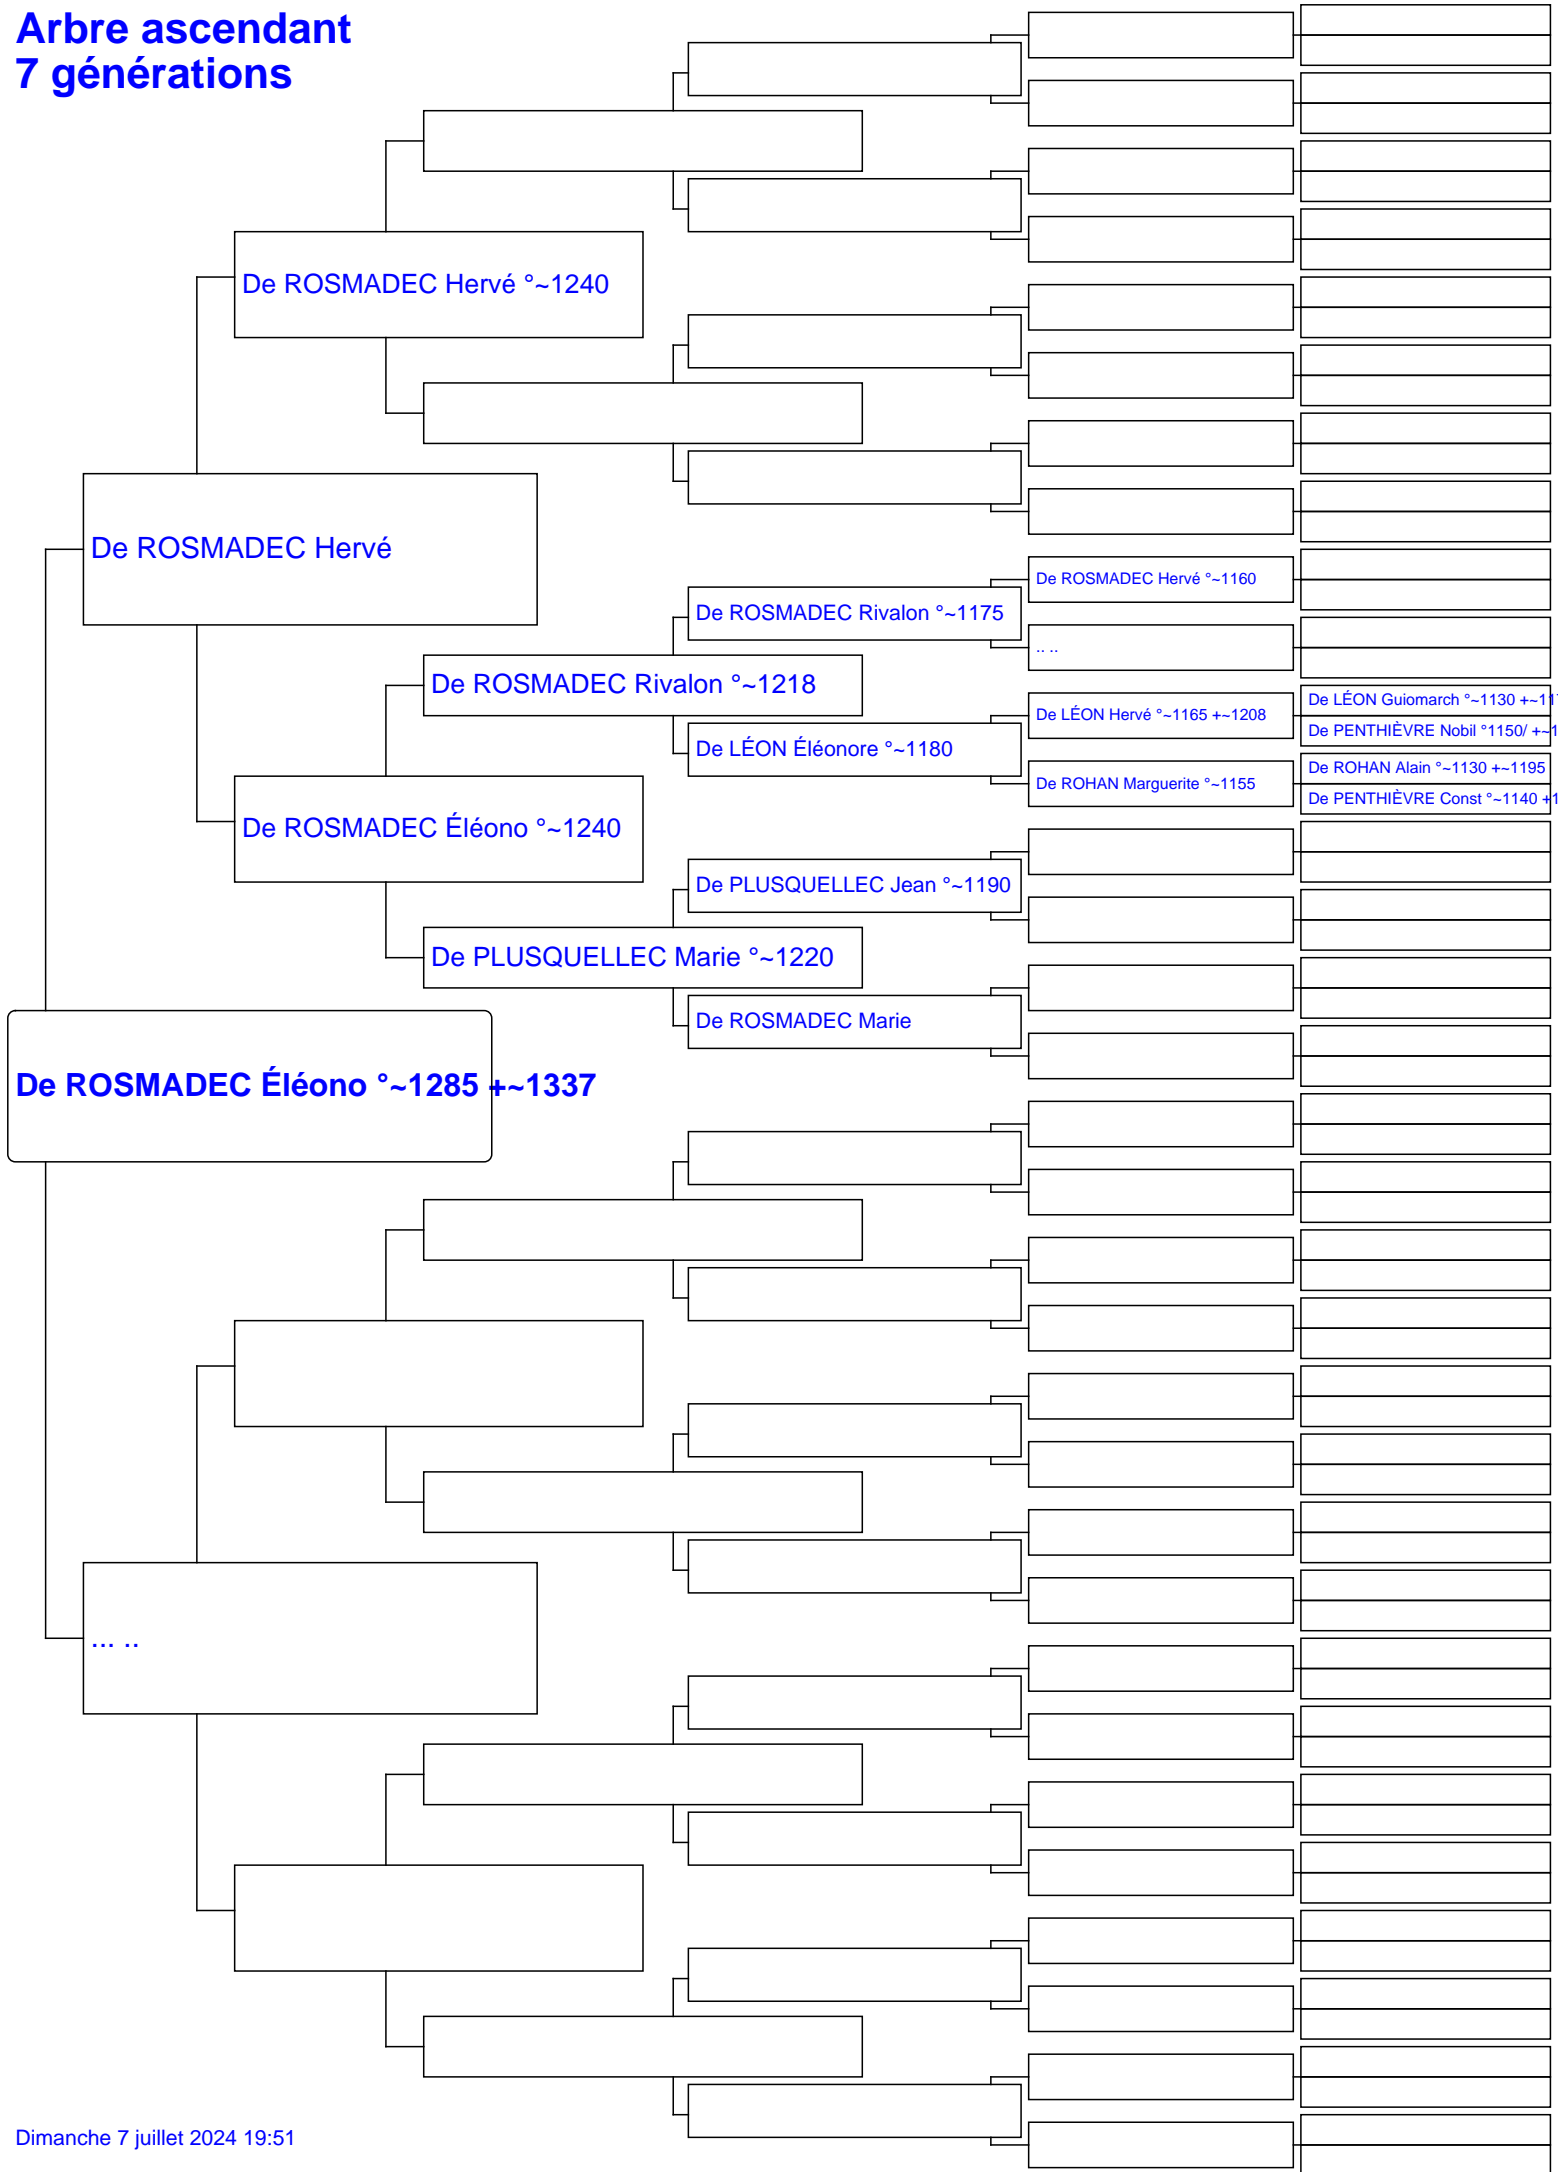 Arbre ascendant
7 générations
De ROSMADEC Hervé °~1240
De ROSMADEC Hervé
De ROSMADEC Hervé °~1160
De ROSMADEC Rivalon °~1175
.. ..
De ROSMADEC Rivalon °~1218
De LÉON Guiomarch °~1130 +~11
De LÉON Hervé °~1165 +~1208
De PENTHIÈVRE Nobil °1150/ +~1
De LÉON Éléonore °~1180
De ROHAN Alain °~1130 +~1195
De ROHAN Marguerite °~1155
De PENTHIÈVRE Const °~1140 +1
De ROSMADEC Éléono °~1240
De PLUSQUELLEC Jean °~1190
De PLUSQUELLEC Marie °~1220
De ROSMADEC Marie
De ROSMADEC Éléono °~1285 +~1337
... ..
Dimanche 7 juillet 2024 19:51